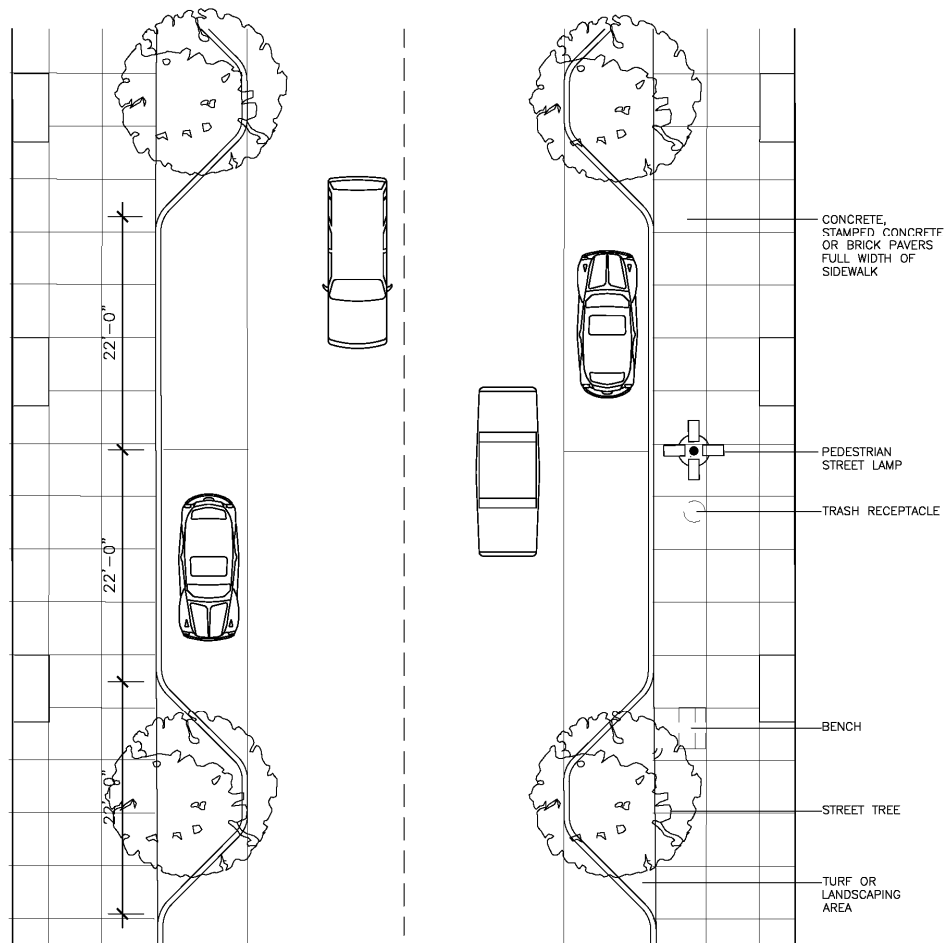 CONCRETE,
STAMPED CONCRETE
OR BRICK PAVERS
FULL WIDTH OF
SIDEWALK
22'-0"
PEDESTRIAN
STREET LAMP
TRASH RECEPTACLE
22'-0"
BENCH
22'-0"
STREET TREE
TURF OR
LANDSCAPING
AREA